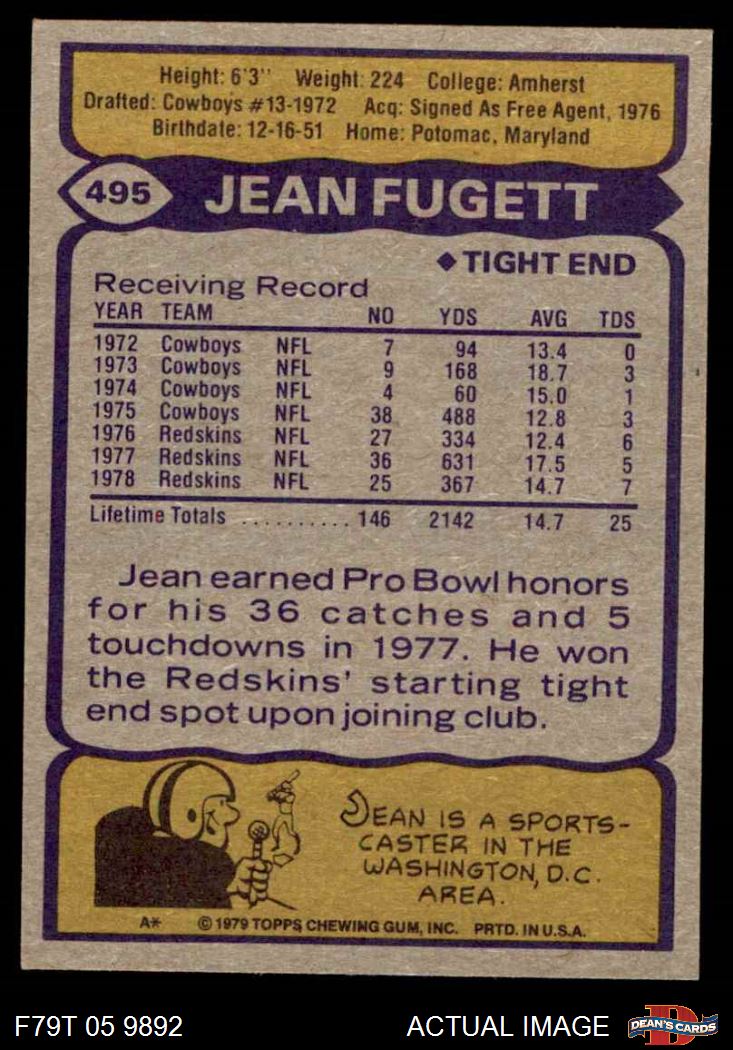 Height: 6'3" Weight: 224 College: Amherst
Drafted: Cowboys #13-1972 Acq: Signed As Free Agent, 1976
Birthdate: 12-16-51 Home: Potomac, Maryland
495 JEAN FUGETT
◆ TIGHT END
Receiving Record
YEAR TEAM NO YDS AVG TDS
1972 Cowboys NFL 7 94 13.4 0
1973 Cowboys NFL 9 168 18.7 3
1974 Cowboys NFL 4 60 15.0 1
1975 Cowboys NFL 38 488 12.8 3
1976 Redskins NFL 27 334 12.4 6
1977 Redskins NFL 36 631 17.5 5
1978 Redskins NFL 25 367 14.7 7
Lifetime Totals .......... 146 2142 14.7 25
Jean earned Pro Bowl honors
for his 36 catches and 5
touchdowns in 1977. He won
the Redskins' starting tight
end spot upon joining club.
JEAN IS A SPORTS-
CASTER IN THE
WASHINGTON, D.C.
AREA.
A* © 1979 TOPPS CHEWING GUM, INC. PRTD. IN U.S.A.
F79T 05 9892 ACTUAL IMAGE D DEAN'S CARDS